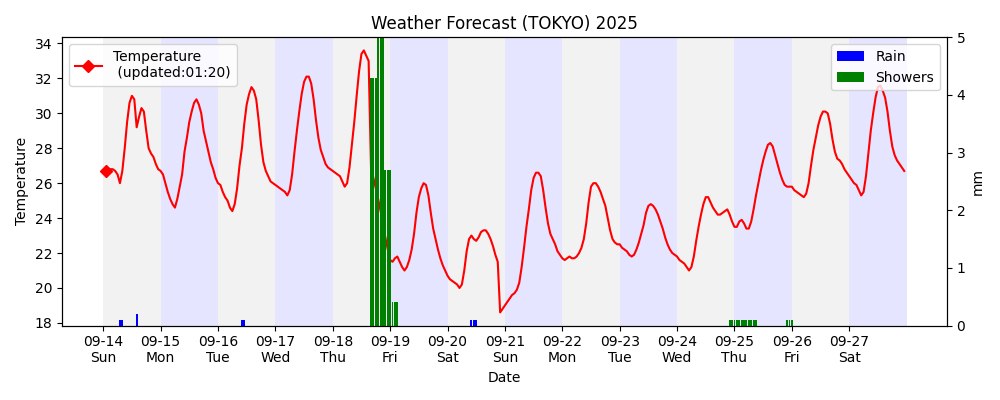 Weather Forecast (TOKYO) 2025
Temperature
(updated:01:20)
Rain
Showers
34
32
30
28
26
24
22
20
18
Temperature
5
4
3
2
1
0
mm
09-14 09-15 09-16 09-17 09-18 09-19 09-20 09-21 09-22 09-23 09-24 09-25 09-26 09-27
Sun Mon Tue Wed Thu Fri Sat Sun Mon Tue Wed Thu Fri Sat
Date